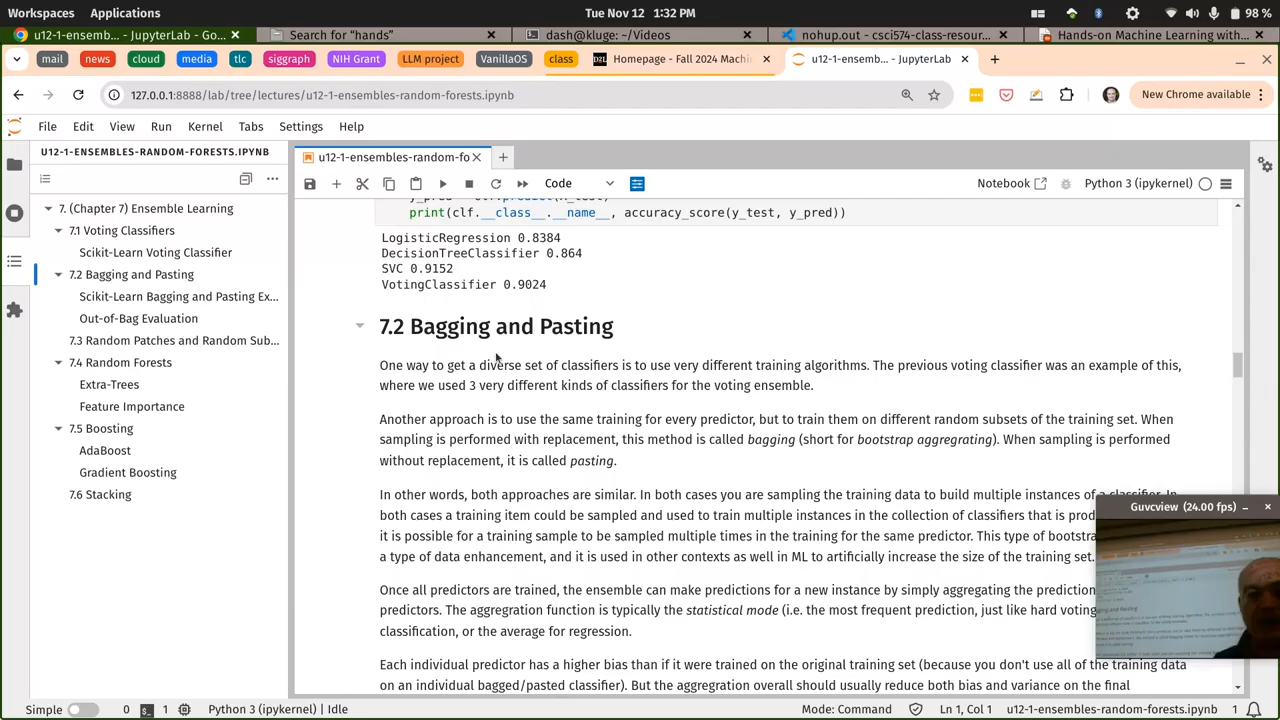 Workspaces Applications Tue Nov 12 1:32 PM 98 %
u12-1-ensemb... - JupyterLab - Go... Search for “hands” dash@kluge: ~/Videos nohup.out - csci574-class-resour... Hands-on Machine Learning with...
mail news cloud media tlc siggraph NIH Grant LLM project VanillaOS class D2L Homepage - Fall 2024 Machi u12-1-ensemb... - JupyterLab
127.0.0.1:8888/lab/tree/lectures/u12-1-ensembles-random-forests.ipynb New Chrome available
File Edit View Run Kernel Tabs Settings Help
U12-1-ENSEMBLES-RANDOM-FORESTS.IPYNB
7. (Chapter 7) Ensemble Learning
7.1 Voting Classifiers
Scikit-Learn Voting Classifier
7.2 Bagging and Pasting
Scikit-Learn Bagging and Pasting Ex...
Out-of-Bag Evaluation
7.3 Random Patches and Random Sub...
7.4 Random Forests
Extra-Trees
Feature Importance
7.5 Boosting
AdaBoost
Gradient Boosting
7.6 Stacking
u12-1-ensembles-random-fo
Code Notebook Python 3 (ipykernel)
y_pred = clf.predict(X_test)
print(clf.__class__.__name__, accuracy_score(y_test, y_pred))
LogisticRegression 0.8384
DecisionTreeClassifier 0.864
SVC 0.9152
VotingClassifier 0.9024
7.2 Bagging and Pasting
One way to get a diverse set of classifiers is to use very different training algorithms. The previous voting classifier was an example of this,
where we used 3 very different kinds of classifiers for the voting ensemble.
Another approach is to use the same training for every predictor, but to train them on different random subsets of the training set. When
sampling is performed with replacement, this method is called bagging (short for bootstrap aggregrating). When sampling is performed
without replacement, it is called pasting.
In other words, both approaches are similar. In both cases you are sampling the training data to build multiple instances of a classifier. In
both cases a training item could be sampled and used to train multiple instances in the collection of classifiers that is prod
it is possible for a training sample to be sampled multiple times in the training for the same predictor. This type of bootstra
a type of data enhancement, and it is used in other contexts as well in ML to artificially increase the size of the training set.
Once all predictors are trained, the ensemble can make predictions for a new instance by simply aggregating the prediction
predictors. The aggregration function is typically the statistical mode (i.e. the most frequent prediction, just like hard voting
classification, or the average for regression.
Each individual predictor has a higher bias than if it were trained on the original training set (because you don't use all of the training data
on an individual bagged/pasted classifier). But the aggregration overall should usually reduce both bias and variance on the final
Guvcview (24.00 fps)
Simple 0 1 Python 3 (ipykernel) | Idle Mode: Command Ln 1, Col 1 u12-1-ensembles-random-forests.ipynb 1